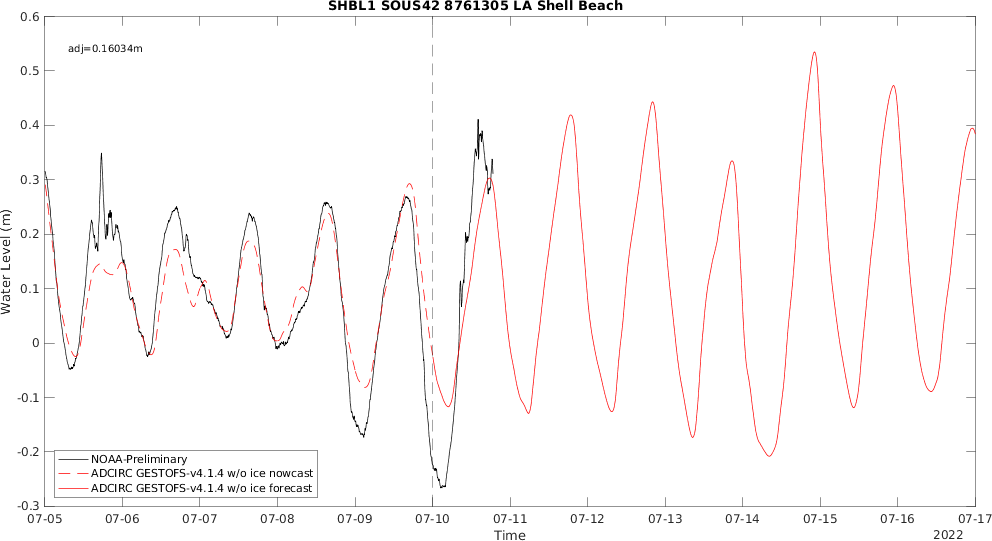 SHBL1 SOUS42 8761305 LA Shell Beach
adj=0.16034m
Water Level (m)
0.6
0.5
0.4
0.3
0.2
0.1
0
-0.1
-0.2
-0.3
NOAA-Preliminary
ADCIRC GESTOFS-v4.1.4 w/o ice nowcast
ADCIRC GESTOFS-v4.1.4 w/o ice forecast
07-05 07-06 07-07 07-08 07-09 07-10 07-11 07-12 07-13 07-14 07-15 07-16 07-17
Time
2022